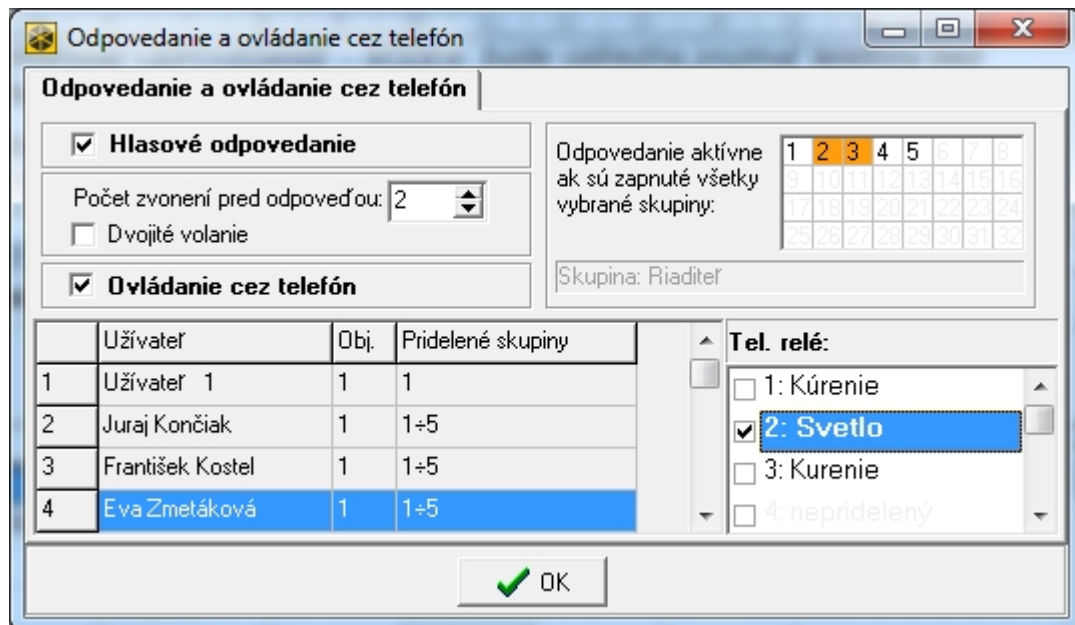 Odpovedanie a ovládanie cez telefón
Odpovedanie a ovládanie cez telefón
Hlasové odpovedanie
Počet zvonení pred odpoveďou: 2
Dvojité volanie
Ovládanie cez telefón
Odpovedanie aktívne
ak sú zapnuté všetky
vybrané skupiny:
1 2 3 4 5 6 7 8
9 10 11 12 13 14 15 16
17 18 19 20 21 22 23 24
25 26 27 28 29 30 31 32
Skupina: Riaditeľ
Užívateľ Obj. Pridelené skupiny
1 Užívateľ 1 1 1
2 Juraj Končiak 1 1÷5
3 František Kostel 1 1÷5
4 Eva Zmetáková 1 1÷5
Tel. relé:
1: Kúrenie
2: Svetlo
3: Kurenie
4: nepridelený
OK